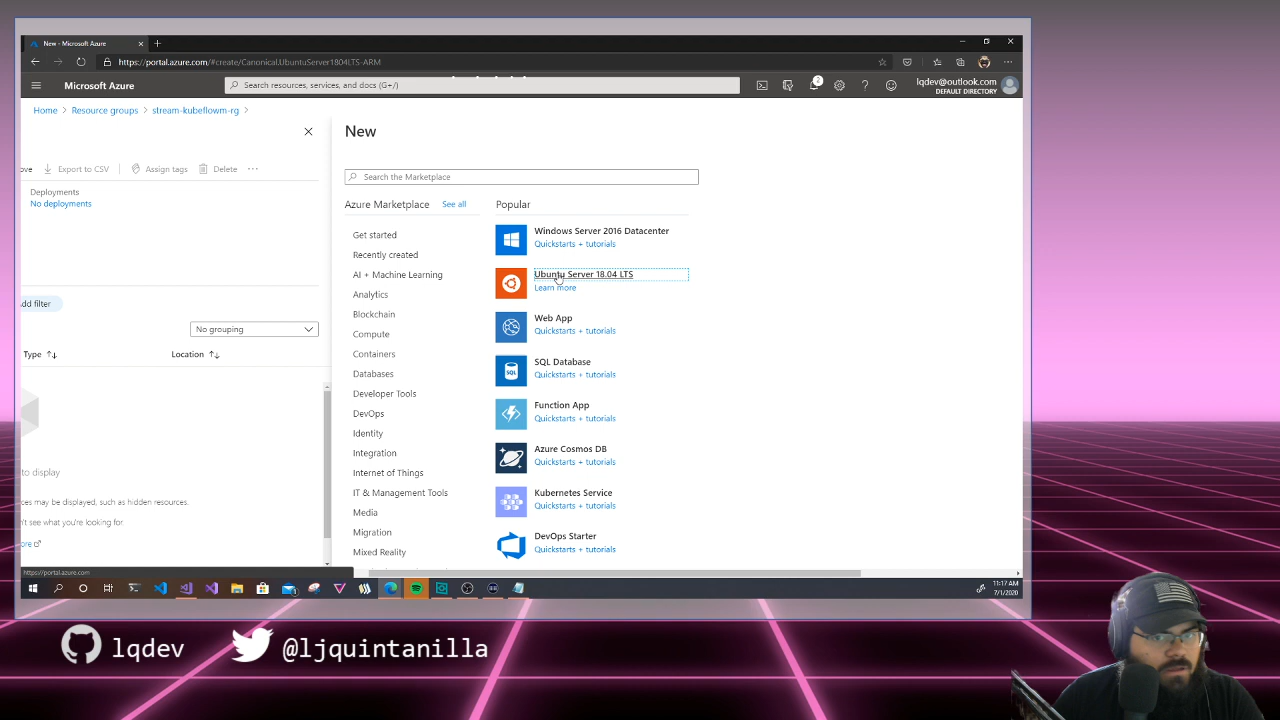 New - Microsoft Azure
https://portal.azure.com/#create/Canonical.UbuntuServer1804LTS-ARM
Microsoft Azure
Search resources, services, and docs (G+/)
2
lqdev@outlook.com
DEFAULT DIRECTORY
Home > Resource groups > stream-kubeflowm-rg >
New
ove
Export to CSV
Assign tags
Delete
...
Search the Marketplace
Deployments
No deployments
Azure Marketplace
See all
Popular
Get started
Recently created
AI + Machine Learning
Analytics
Blockchain
Compute
Containers
Databases
Developer Tools
DevOps
Identity
Integration
Internet of Things
IT & Management Tools
Media
Migration
Mixed Reality
Windows Server 2016 Datacenter
Quickstarts + tutorials
Ubuntu Server 18.04 LTS
Learn more
Web App
Quickstarts + tutorials
SQL Database
Quickstarts + tutorials
Function App
Quickstarts + tutorials
Azure Cosmos DB
Quickstarts + tutorials
Kubernetes Service
Quickstarts + tutorials
DevOps Starter
Quickstarts + tutorials
dd filter
No grouping
Type
Location
to display
ces may be displayed, such as hidden resources.
't see what you're looking for.
ore
https://portal.azure.com
11:17 AM
7/1/2020
lqdev
@ljquintanilla